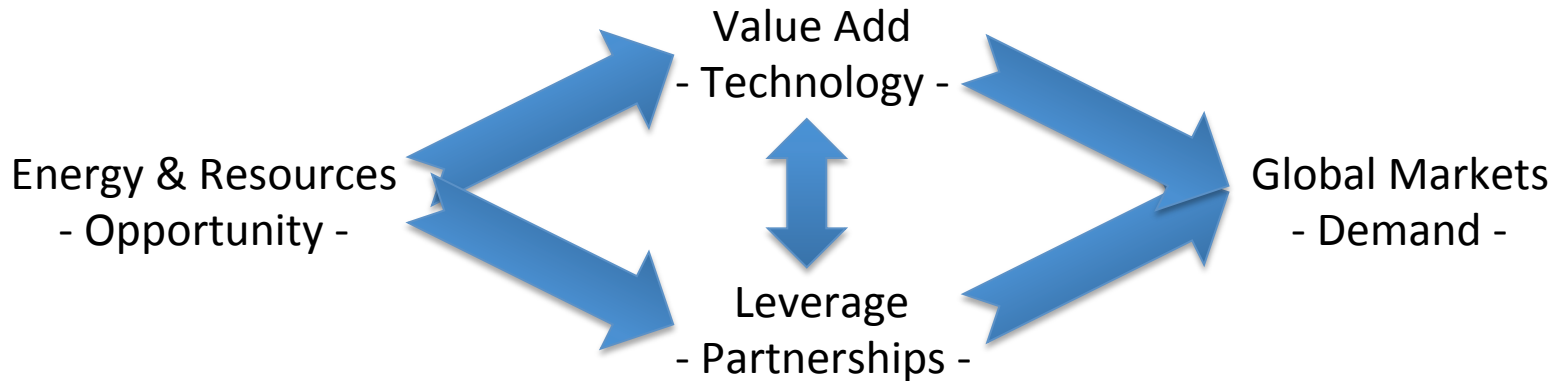 Value Add
- Technology -
Energy & Resources
- Opportunity -
Global Markets
- Demand -
Leverage
- Partnerships -